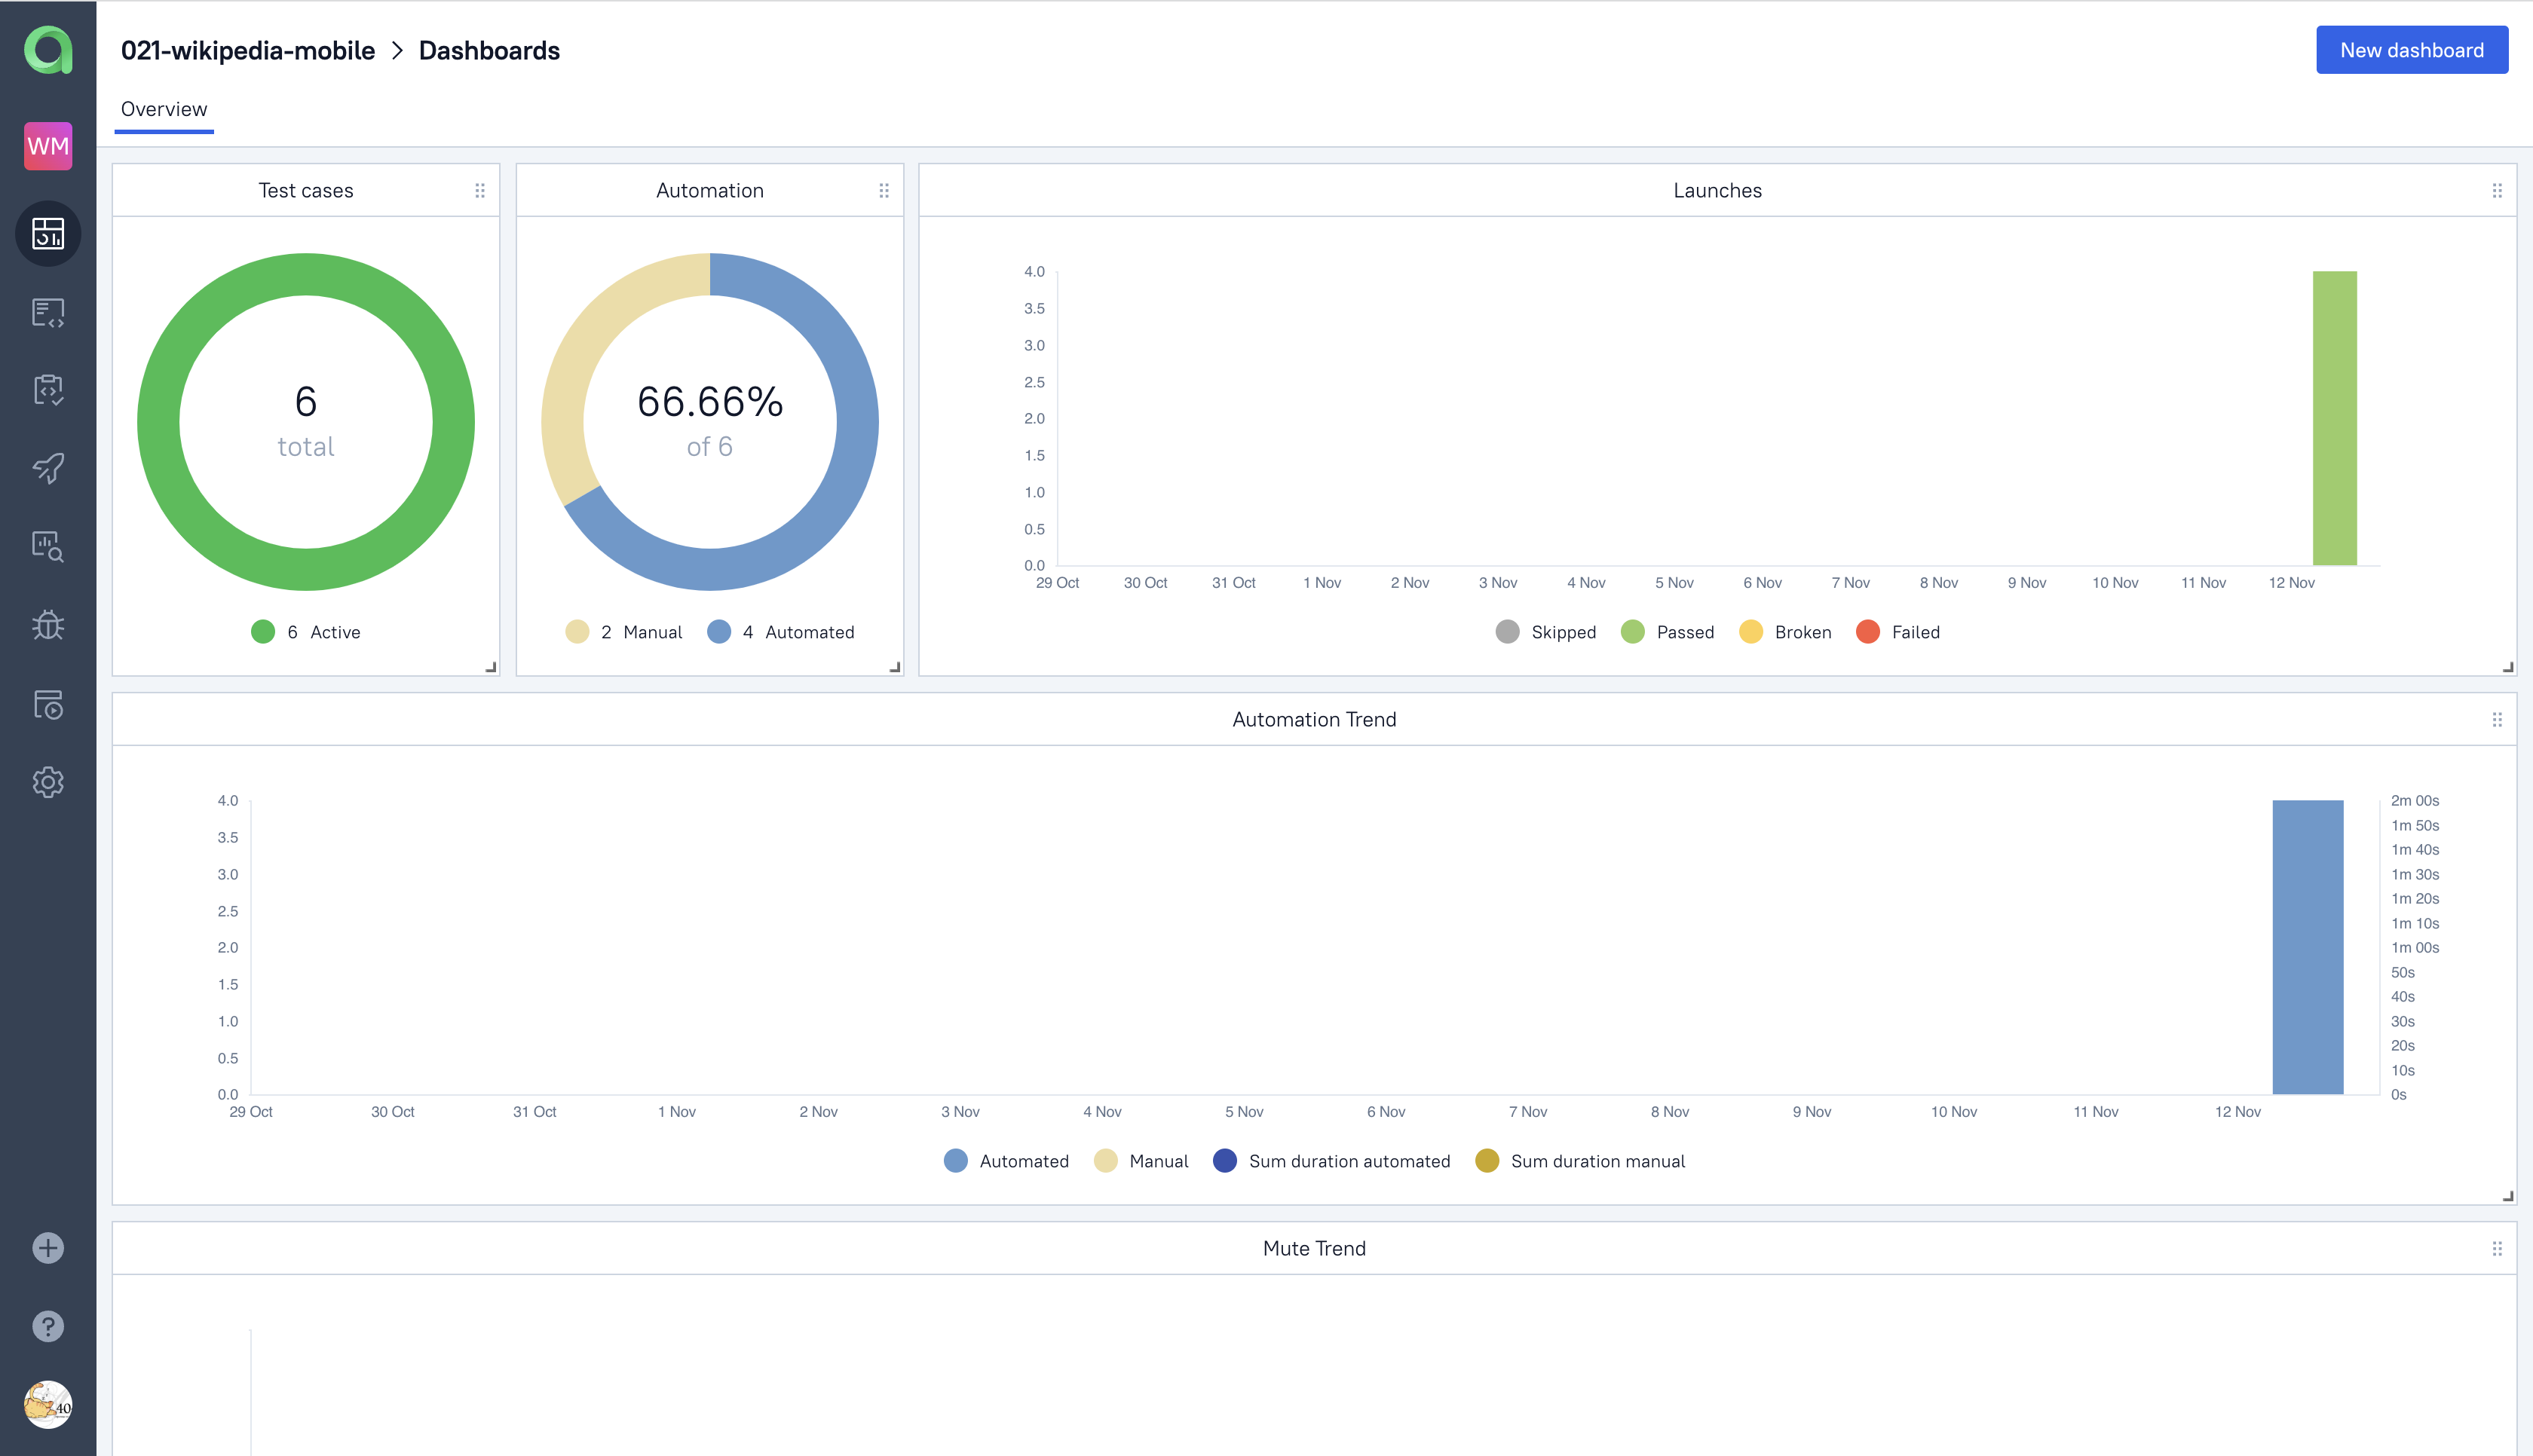 021-wikipedia-mobile > Dashboards
New dashboard
Overview
WM
Test cases
6
total
6 Active
Automation
66.66%
of 6
2 Manual 4 Automated
Launches
4.0
3.5
3.0
2.5
2.0
1.5
1.0
0.5
0.0
29 Oct 30 Oct 31 Oct 1 Nov 2 Nov 3 Nov 4 Nov 5 Nov 6 Nov 7 Nov 8 Nov 9 Nov 10 Nov 11 Nov 12 Nov
Skipped Passed Broken Failed
Automation Trend
4.0
3.5
3.0
2.5
2.0
1.5
1.0
0.5
0.0
2m 00s
1m 50s
1m 40s
1m 30s
1m 20s
1m 10s
1m 00s
50s
40s
30s
20s
10s
0s
29 Oct 30 Oct 31 Oct 1 Nov 2 Nov 3 Nov 4 Nov 5 Nov 6 Nov 7 Nov 8 Nov 9 Nov 10 Nov 11 Nov 12 Nov
Automated Manual Sum duration automated Sum duration manual
Mute Trend